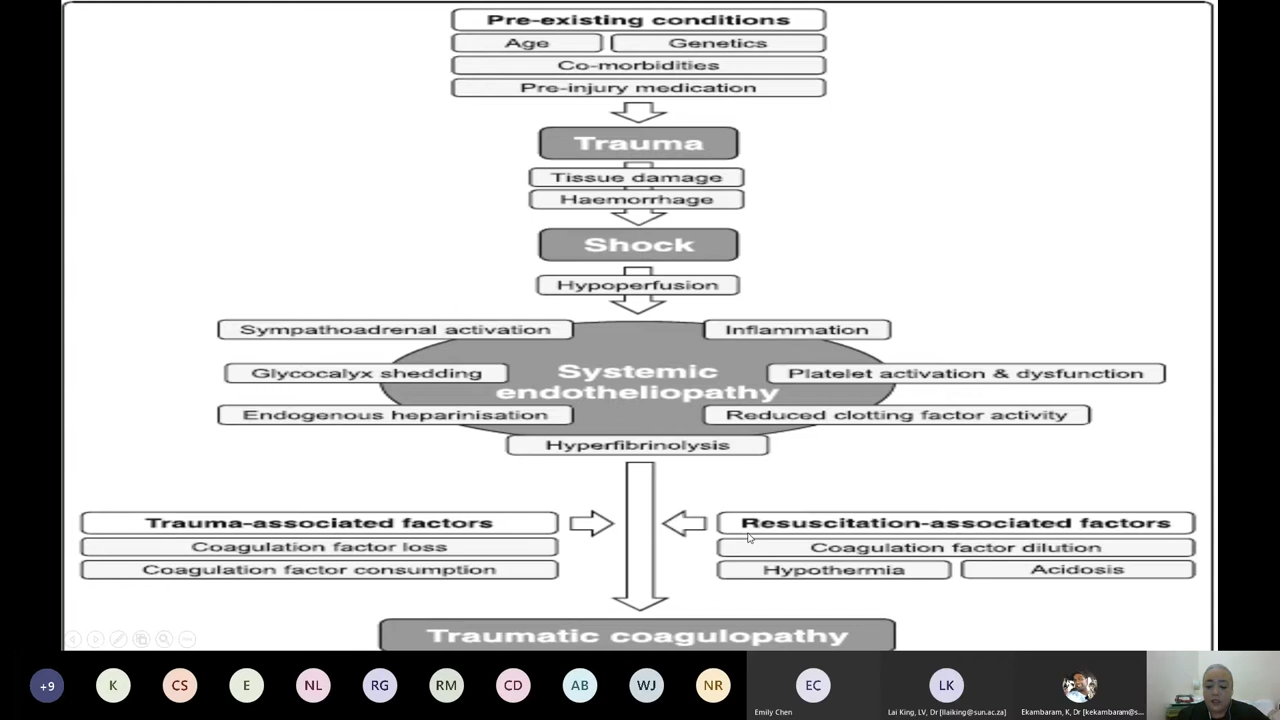 Pre-existing conditions
Age Genetics
Co-morbidities
Pre-injury medication
Trauma
Tissue damage
Haemorrhage
Shock
Hypoperfusion
Sympathoadrenal activation Inflammation
Systemic
endotheliopathy
Glycocalyx shedding Platelet activation & dysfunction
Endogenous heparinisation Reduced clotting factor activity
Hyperfibrinolysis
Trauma-associated factors Resuscitation-associated factors
Coagulation factor loss Coagulation factor dilution
Coagulation factor consumption Hypothermia Acidosis
Traumatic coagulopathy
+9 K CS E NL RG RM CD AB WJ NR EC LK
Emily Chen Lai King, LV, Dr [llaiking@sun.ac.za] Ekambaram, K, Dr [kekambaram@s...